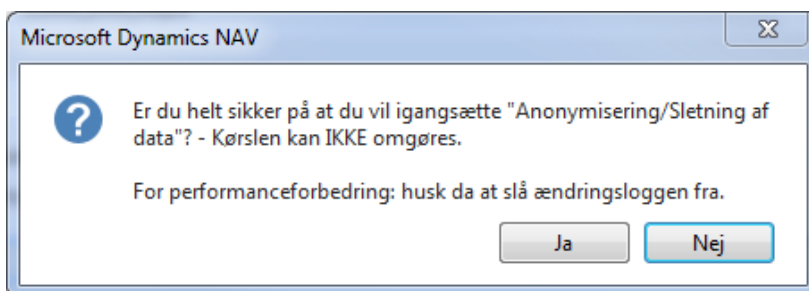 Microsoft Dynamics NAV
Er du helt sikker på at du vil igangsætte "Anonymisering/Sletning af
data"? - Kørslen kan IKKE omgøres.
For performanceforbedring: husk da at slå ændringsloggen fra.
Ja
Nej